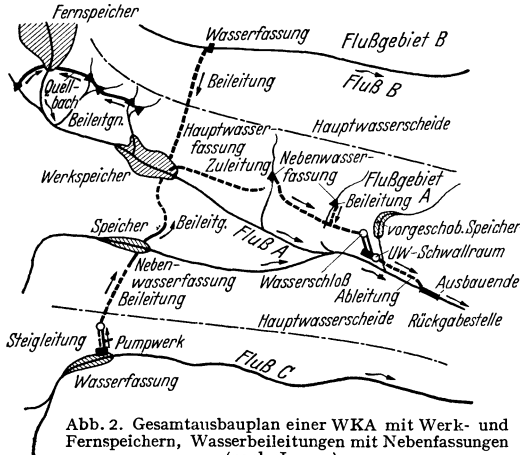 Fernspeicher
Wasserfassung
Flußgebiet B
Fluß B
Beileitung
Quell-
bach
Beileitgn.
Hauptwasser
fassung
Zuleitung
Hauptwasserscheide
Nebenwasser-
fassung
Werkspeicher
Flußgebiet
A
Beileitung
vorgeschob. Speicher
Speicher
Beileitg.
Fluß A
UW-Schwallraum
Neben-
wasserfassung
Beileitung
Wasserschloß
Ableitung
Ausbauende
Rückgabestelle
Hauptwasserscheide
Steigleitung
Pumpwerk
Wasserfassung
Fluß C
Abb. 2. Gesamtausbauplan einer WKA mit Werk- und
Fernspeichern, Wasserbeileitungen mit Nebenfassungen